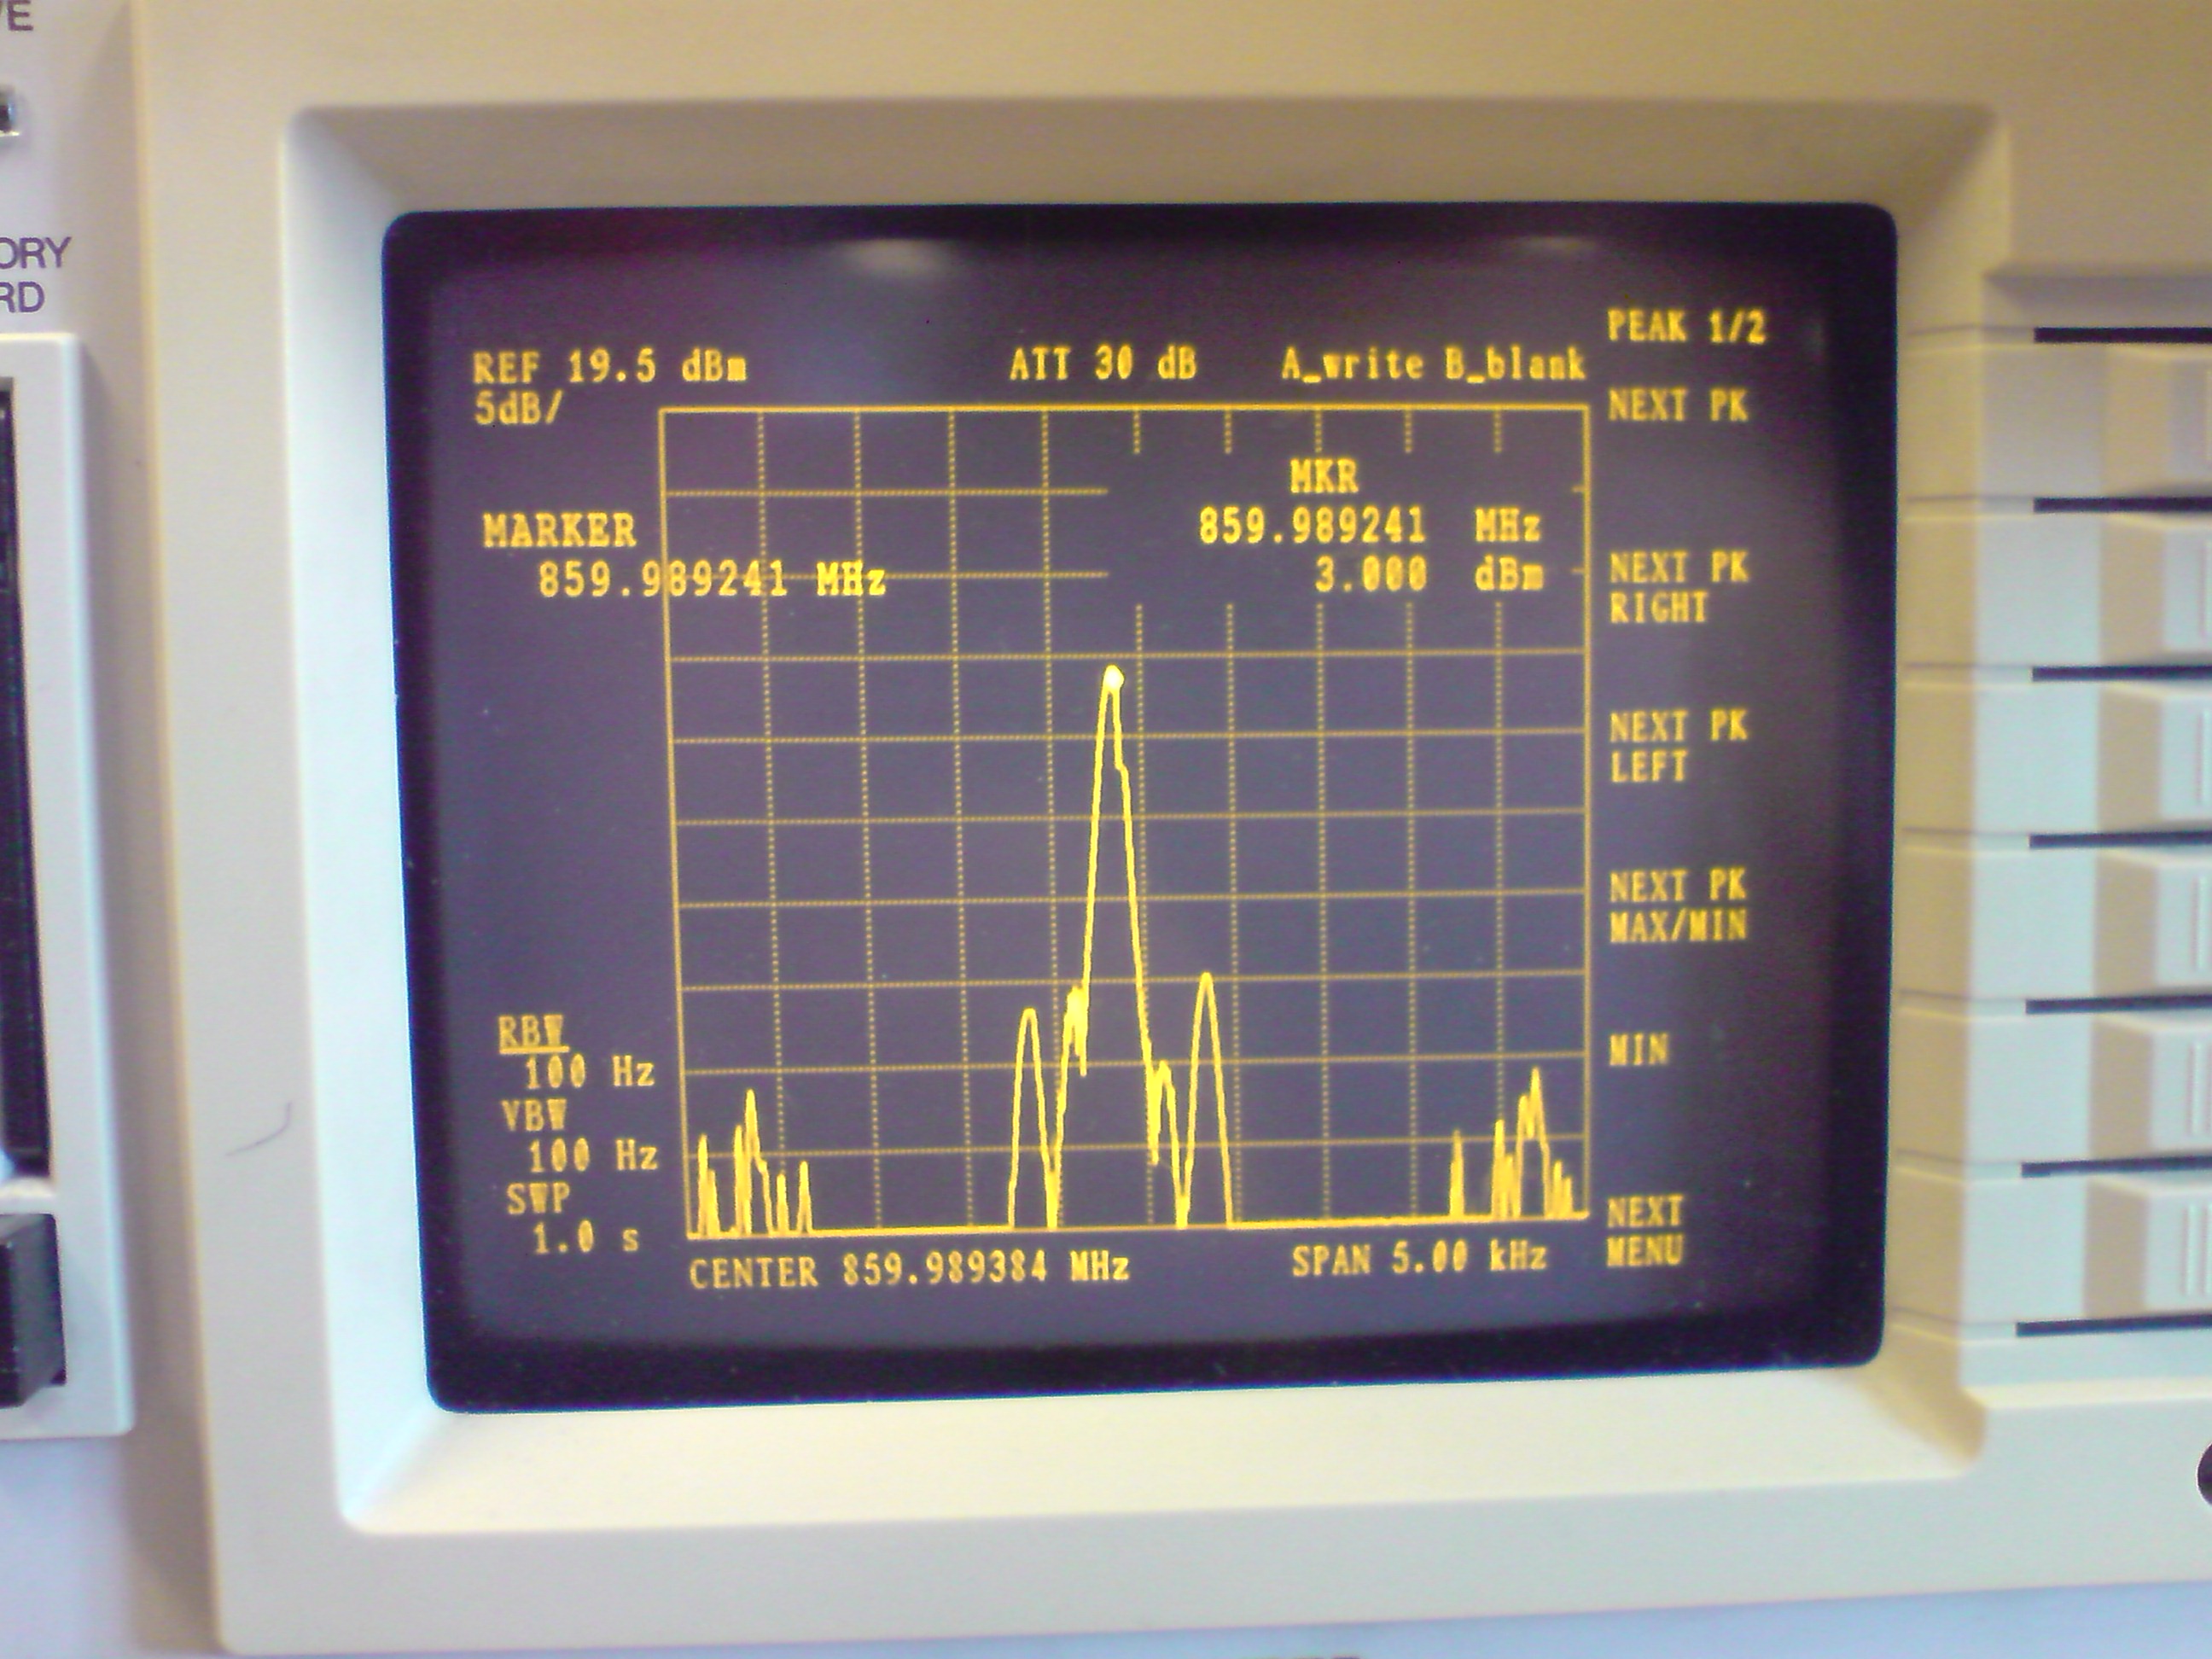 REF 19.5 dBm
ATT 30 dB
A_write B_blank
5dB/
MARKER
859.989241 MHz
MKR
859.989241 MHz
3.000 dBm
RBW
100 Hz
VBW
100 Hz
SWP
1.0 s
CENTER 859.989384 MHz
SPAN 5.00 kHz
PEAK 1/2
NEXT PK
NEXT PK
RIGHT
NEXT PK
LEFT
NEXT PK
MAX/MIN
MIN
NEXT
MENU